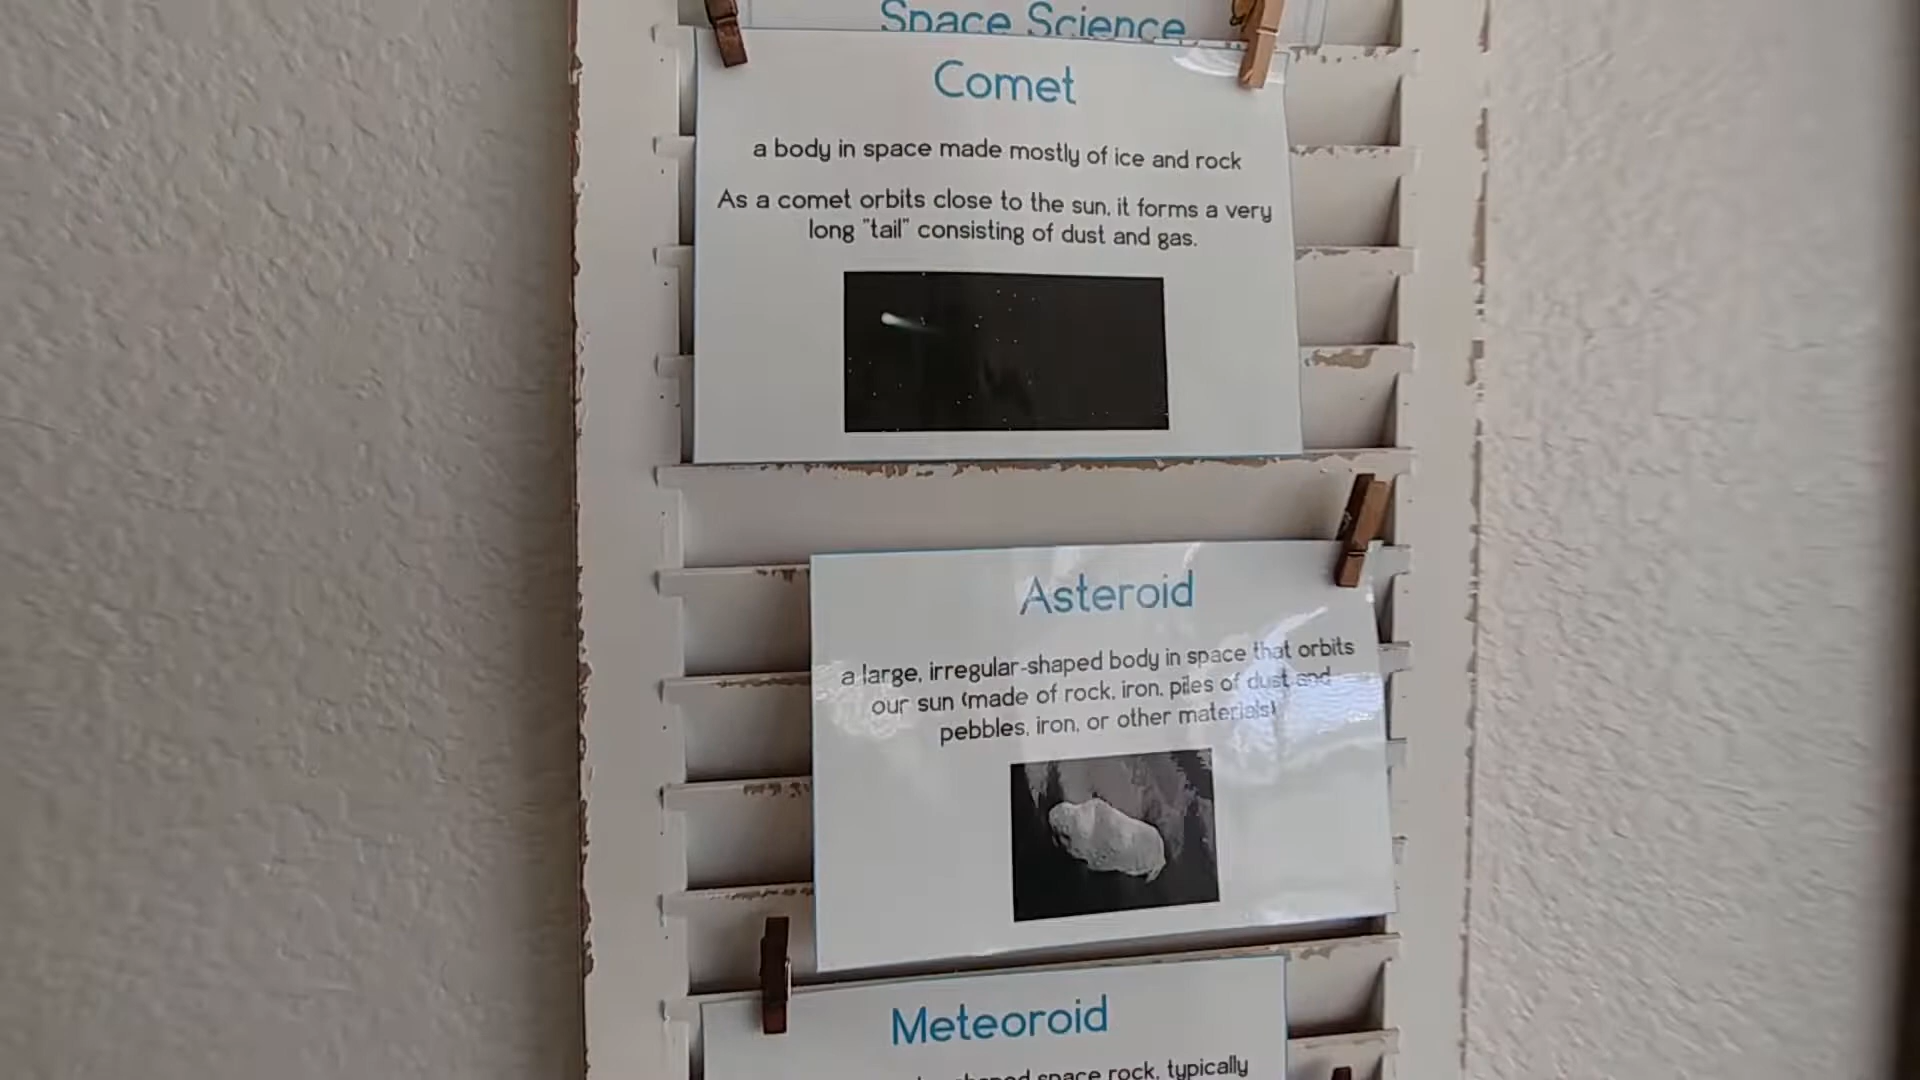 Space Science
Comet
a body in space made mostly of ice and rock
As a comet orbits close to the sun, it forms a very
long "tail" consisting of dust and gas.
Asteroid
a large, irregular-shaped body in space that orbits
our sun (made of rock, iron, piles of dust and
pebbles, iron, or other materials)
Meteoroid
space rock, typically